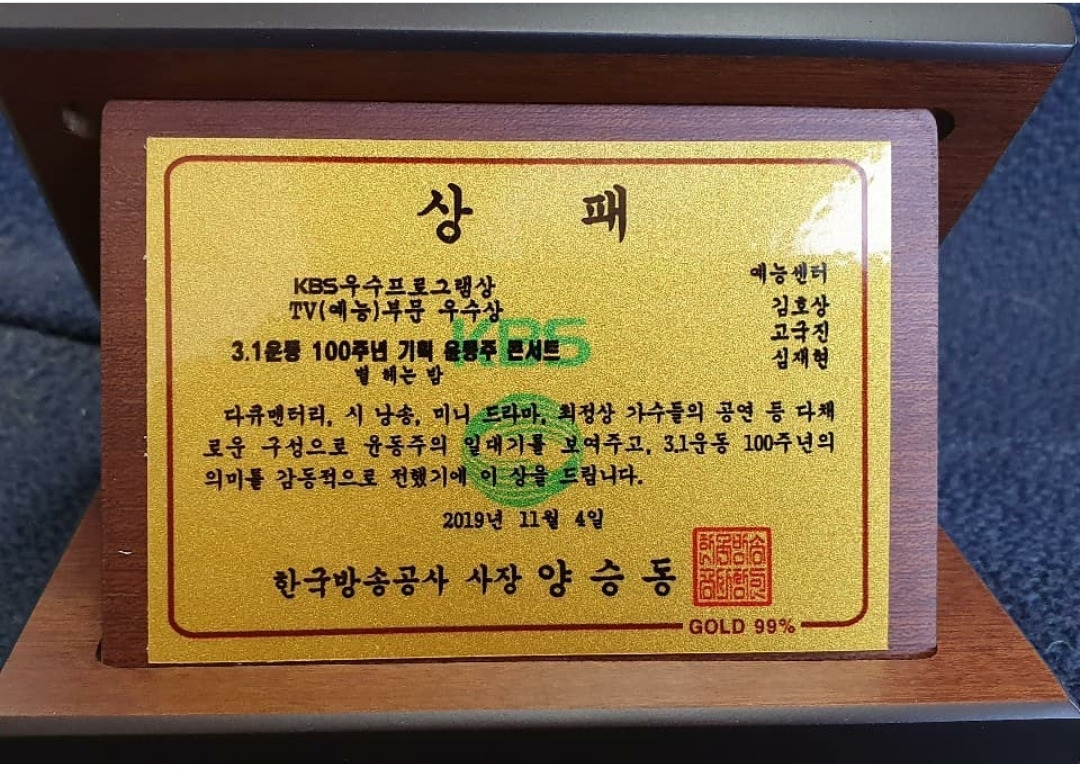 상 패
KBS우수프로그램상
TV(예능)부문 우수상
예능센터
김호상
고국진
심재현
KBS
3.1운동 100주년 기획 윤동주 콘서트
별 헤는 밤
다큐멘터리, 시 낭송, 미니 드라마, 최정상 가수들의 공연 등 다채
로운 구성으로 윤동주의 일대기를 보여주고, 3.1운동 100주년의
의미를 감동적으로 전했기에 이 상을 드립니다.
2019년 11월 4일
한국방송공사 사장 양승동
GOLD 99%